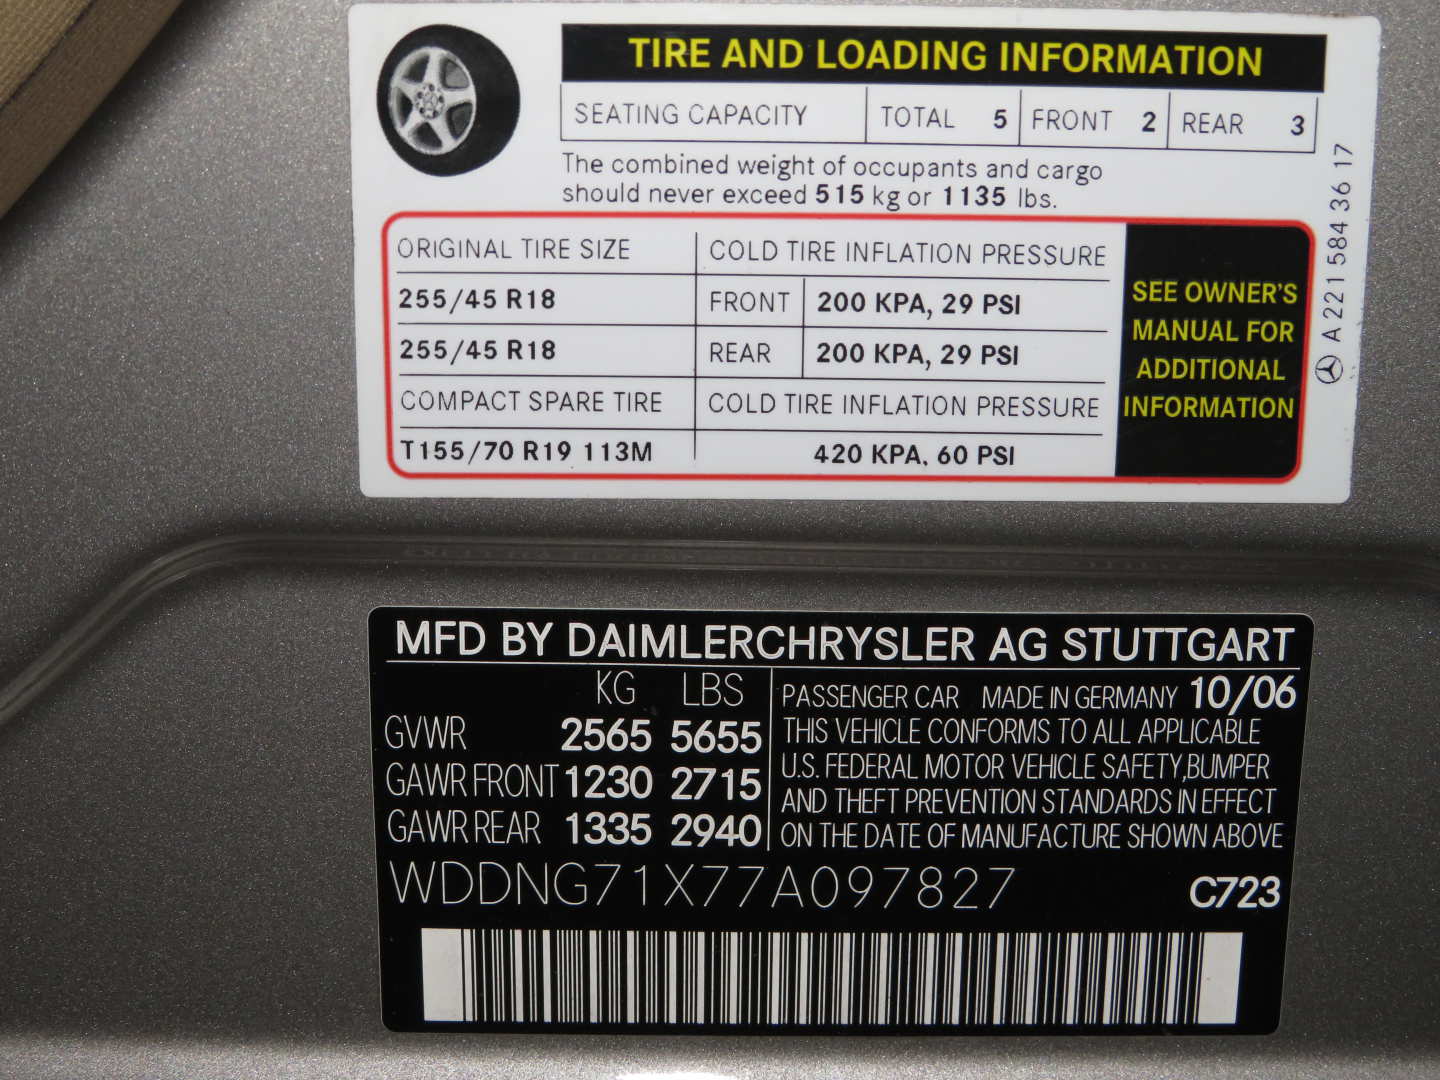 TIRE AND LOADING INFORMATION
SEATING CAPACITY TOTAL 5 FRONT 2 REAR 3
The combined weight of occupants and cargo
should never exceed 515 kg or 1135 lbs.
ORIGINAL TIRE SIZE COLD TIRE INFLATION PRESSURE
255/45 R18 FRONT 200 KPA, 29 PSI
255/45 R18 REAR 200 KPA, 29 PSI
COMPACT SPARE TIRE COLD TIRE INFLATION PRESSURE
T155/70 R19 113M 420 KPA, 60 PSI
SEE OWNER'S
MANUAL FOR
ADDITIONAL
INFORMATION
A 221 584 36 17
MFD BY DAIMLERCHRYSLER AG STUTTGART
KG LBS
GVWR 2565 5655
GAWR FRONT 1230 2715
GAWR REAR 1335 2940
PASSENGER CAR MADE IN GERMANY 10/06
THIS VEHICLE CONFORMS TO ALL APPLICABLE
U.S. FEDERAL MOTOR VEHICLE SAFETY,BUMPER
AND THEFT PREVENTION STANDARDS IN EFFECT
ON THE DATE OF MANUFACTURE SHOWN ABOVE
WDDNG71X77A097827 C723